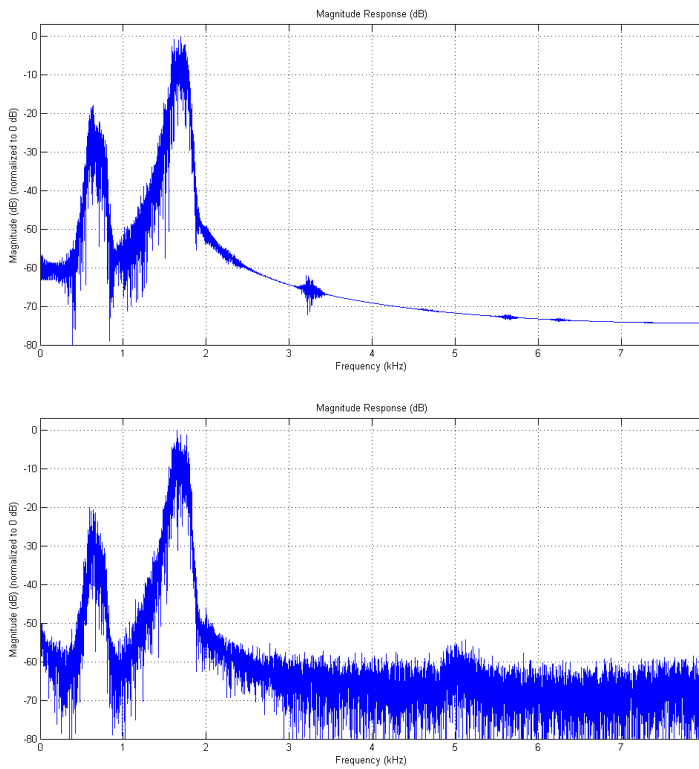 Magnitude Response (dB)
Magnitude (dB) (normalized to 0 dB)
0
-10
-20
-30
-40
-50
-60
-70
-80
0 1 2 3 4 5 6 7
Frequency (kHz)
Magnitude Response (dB)
Magnitude (dB) (normalized to 0 dB)
0
-10
-20
-30
-40
-50
-60
-70
-80
0 1 2 3 4 5 6 7
Frequency (kHz)